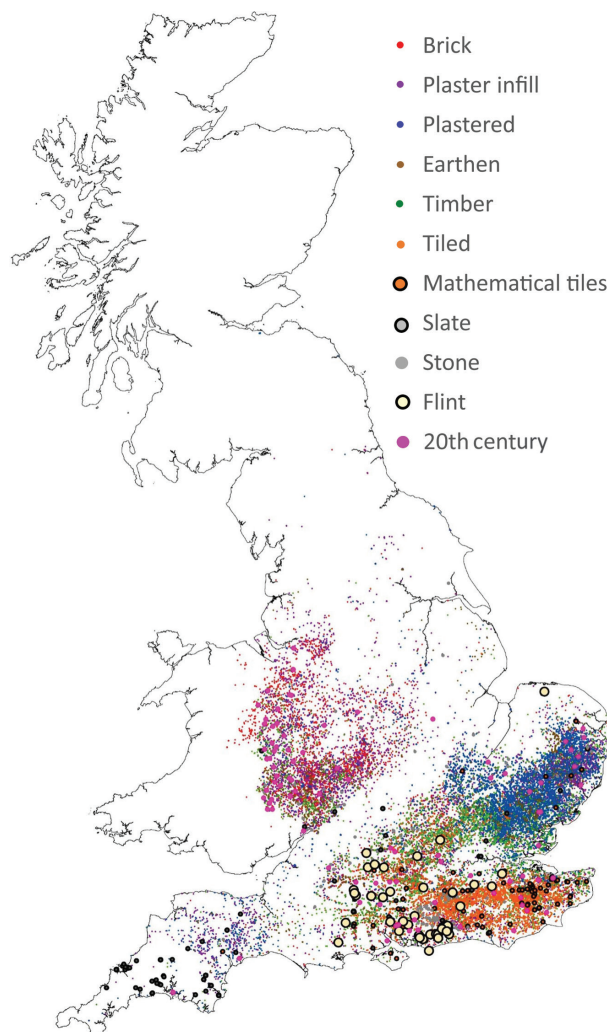 Brick
Plaster infill
Plastered
Earthen
Timber
Tiled
Mathematical tiles
Slate
Stone
Flint
20th century